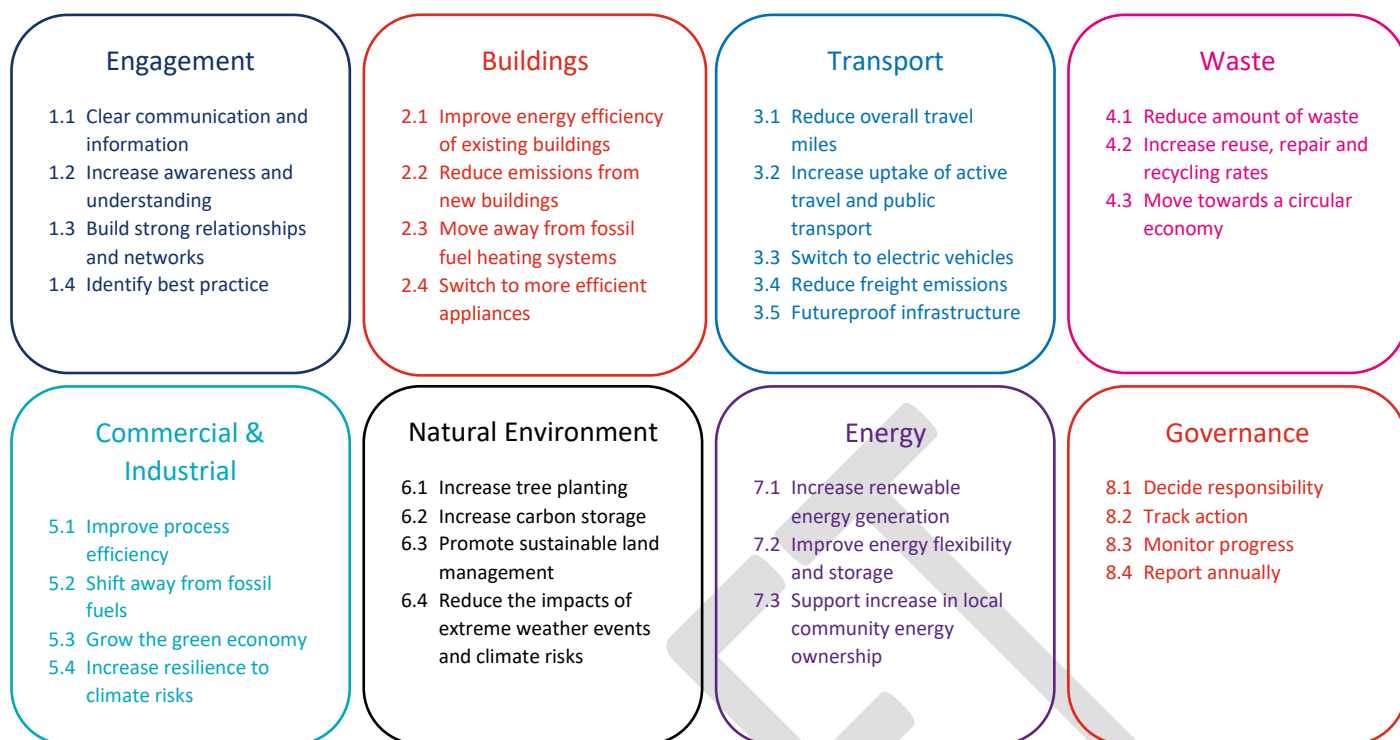 Engagement
1.1 Clear communication and
information
1.2 Increase awareness and
understanding
1.3 Build strong relationships
and networks
1.4 Identify best practice
Buildings
2.1 Improve energy efficiency
of existing buildings
2.2 Reduce emissions from
new buildings
2.3 Move away from fossil
fuel heating systems
2.4 Switch to more efficient
appliances
Transport
3.1 Reduce overall travel
miles
3.2 Increase uptake of active
travel and public
transport
3.3 Switch to electric vehicles
3.4 Reduce freight emissions
3.5 Futureproof infrastructure
Waste
4.1 Reduce amount of waste
4.2 Increase reuse, repair and
recycling rates
4.3 Move towards a circular
economy
Commercial &
Industrial
5.1 Improve process
efficiency
5.2 Shift away from fossil
fuels
5.3 Grow the green economy
5.4 Increase resilience to
climate risks
Natural Environment
6.1 Increase tree planting
6.2 Increase carbon storage
6.3 Promote sustainable land
management
6.4 Reduce the impacts of
extreme weather events
and climate risks
Energy
7.1 Increase renewable
energy generation
7.2 Improve energy flexibility
and storage
7.3 Support increase in local
community energy
ownership
Governance
8.1 Decide responsibility
8.2 Track action
8.3 Monitor progress
8.4 Report annually